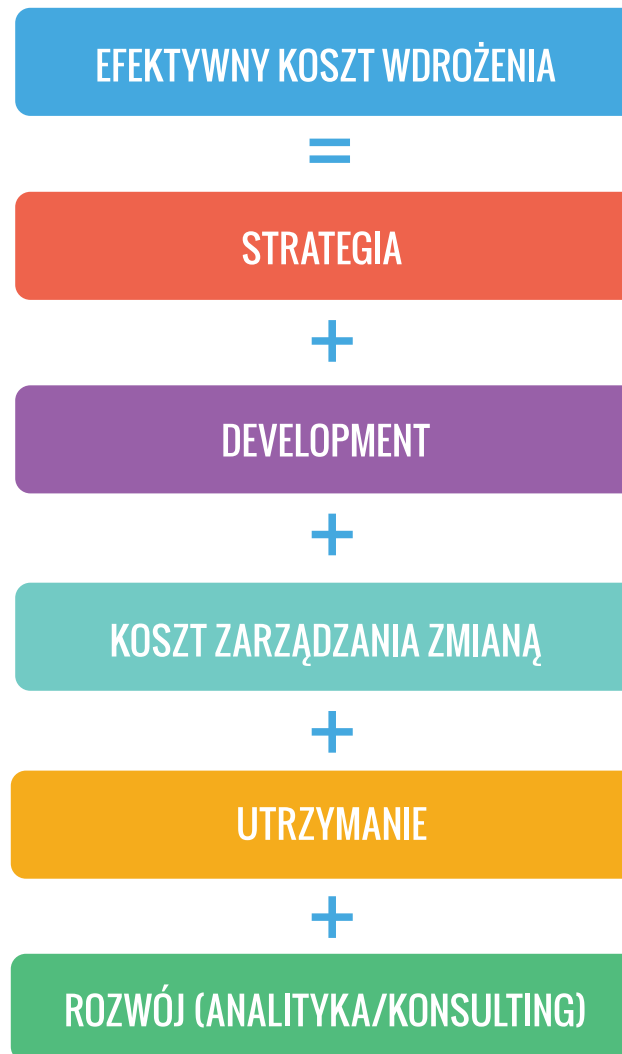 EFEKTYWNY KOSZT WDROŻENIA
=
STRATEGIA
+
DEVELOPMENT
+
KOSZT ZARZĄDZANIA ZMIANĄ
+
UTRZYMANIE
+
ROZWÓJ (ANALITYKA/KONSULTING)